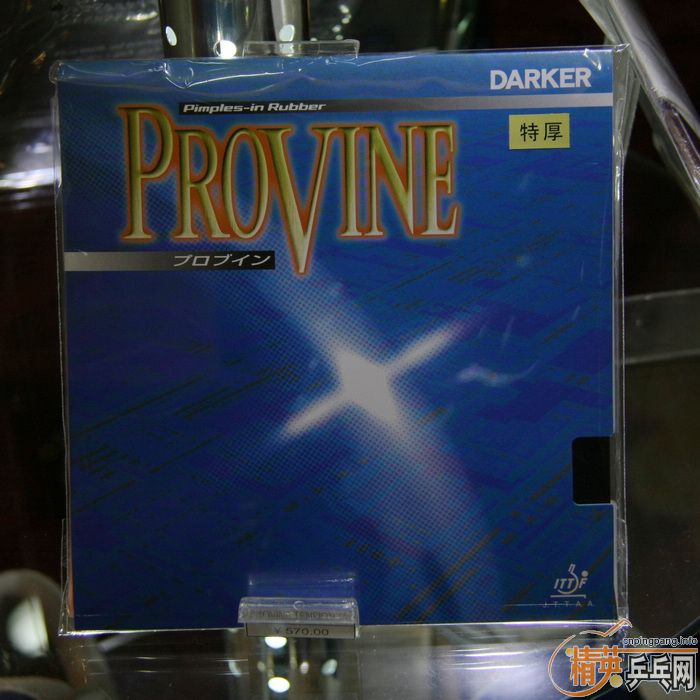 DARKER
Pimples-in Rubber
PROVINE
特厚
プロブイン
ITTF
JTTAA
¥ 570.00
snpingpang.info
精英乒乓网